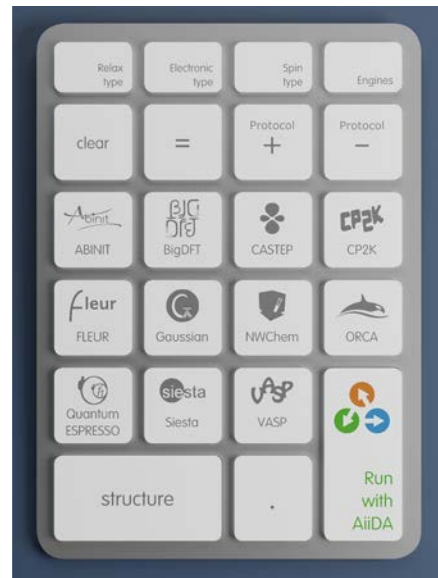 Relax
type
Electronic
type
Spin
type
Engines
clear
=
Protocol
+
Protocol
−
Abinit
ABINIT
BIG
DFT
BigDFT
CASTEP
CP2K
CP2K
fleur
FLEUR
G
Gaussian
NWChem
ORCA
Quantum
ESPRESSO
siesta
Siesta
VASP
VASP
structure
.
Run
with
AiiDA